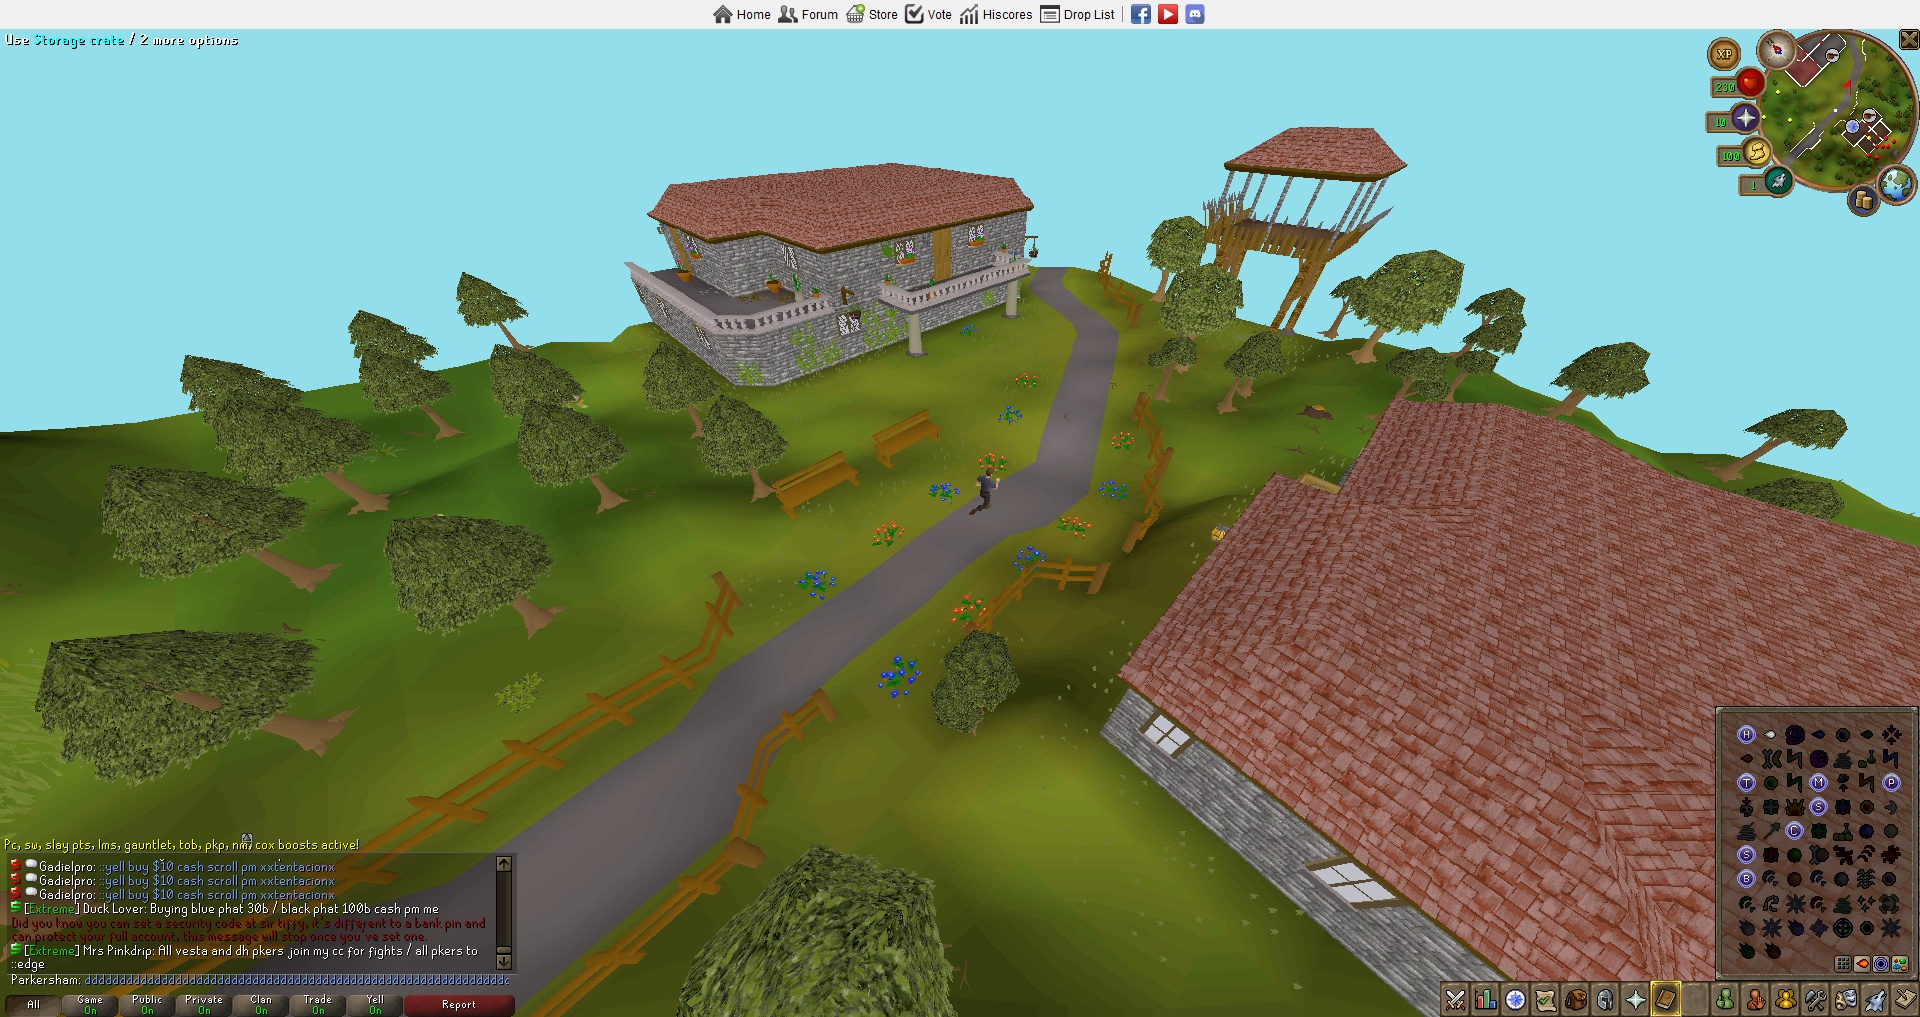 Home Forum Store Vote Hiscores Drop List
Use Storage crate / 2 more options
XP
230
10
100
1
H
T M P
S
C
S
B
Pc, sw, slay pts, lms, gauntlet, tob, pkp, nm, cox boosts active!
Gadielpro: ::yell buy $10 cash scroll pm xxtentacionx
Gadielpro: ::yell buy $10 cash scroll pm xxtentacionx
Gadielpro: ::yell buy $10 cash scroll pm xxtentacionx
[Extreme] Duck Lover: Buying blue phat 30b / black phat 100b cash pm me
Did you know you can set a security code at sir tiffy, it's different to a bank pin and
can protect your full account, this message will stop once you've set one.
[Extreme] Mrs Pinkdrip: All vesta and dh pkers join my cc for fights / all pkers to
::edge
Parkersham:
All Game Public Private Clan Trade Yell Report
On On On On On On